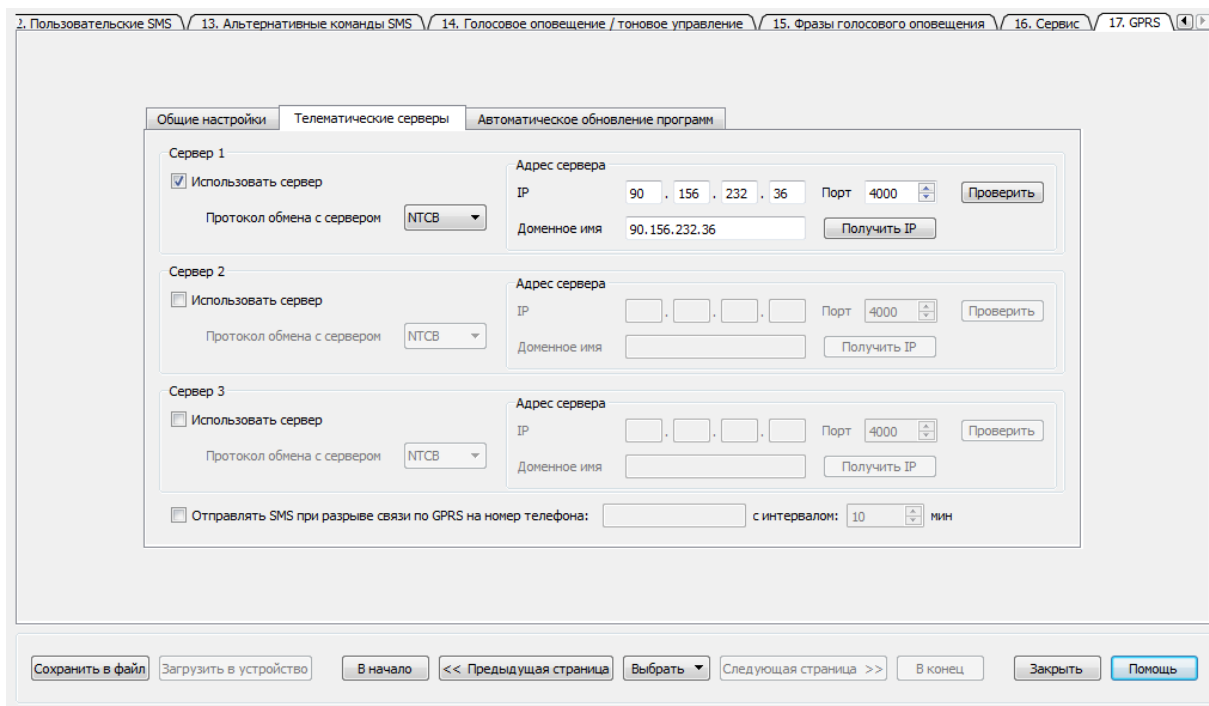 2. Пользовательские SMS 13. Альтернативные команды SMS 14. Голосовое оповещение / тоновое управление 15. Фразы голосового оповещения 16. Сервис 17. GPRS
Общие настройки Телематические серверы Автоматическое обновление программ
Сервер 1
Адрес сервера
Использовать сервер
IP 90 . 156 . 232 . 36 Порт 4000 Проверить
Протокол обмена с сервером NTCB
Доменное имя 90.156.232.36 Получить IP
Сервер 2
Адрес сервера
Использовать сервер
IP . . . Порт 4000 Проверить
Протокол обмена с сервером NTCB
Доменное имя Получить IP
Сервер 3
Адрес сервера
Использовать сервер
IP . . . Порт 4000 Проверить
Протокол обмена с сервером NTCB
Доменное имя Получить IP
Отправлять SMS при разрыве связи по GPRS на номер телефона: с интервалом: 10 мин
Сохранить в файл Загрузить в устройство В начало << Предыдущая страница Выбрать Следующая страница >> В конец Закрыть Помощь